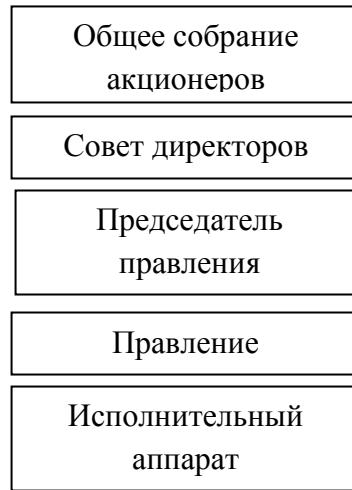 Общее собрание
акционеров
Совет директоров
Председатель
правления
Правление
Исполнительный
аппарат